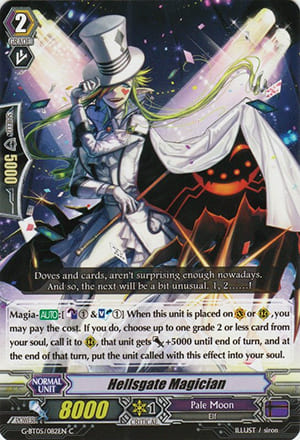 2
GRADE
SHIELD
5000
Doves and cards, aren't surprising enough nowadays.
And so, the next will be a bit unusual. 1, 2……!
Magia-AUTO:[ 1 & 1] When this unit is placed on or , you
may pay the cost. If you do, choose up to one grade 2 or less card from
your soul, call it to , that unit gets +5000 until end of turn, and at
the end of that turn, put the unit called with this effect into your soul.
NORMAL
UNIT
Hellsgate Magician
POWER
8000
1
CRITICAL
Pale Moon
Elf
G-BT05/082EN C
ILLUST / siron